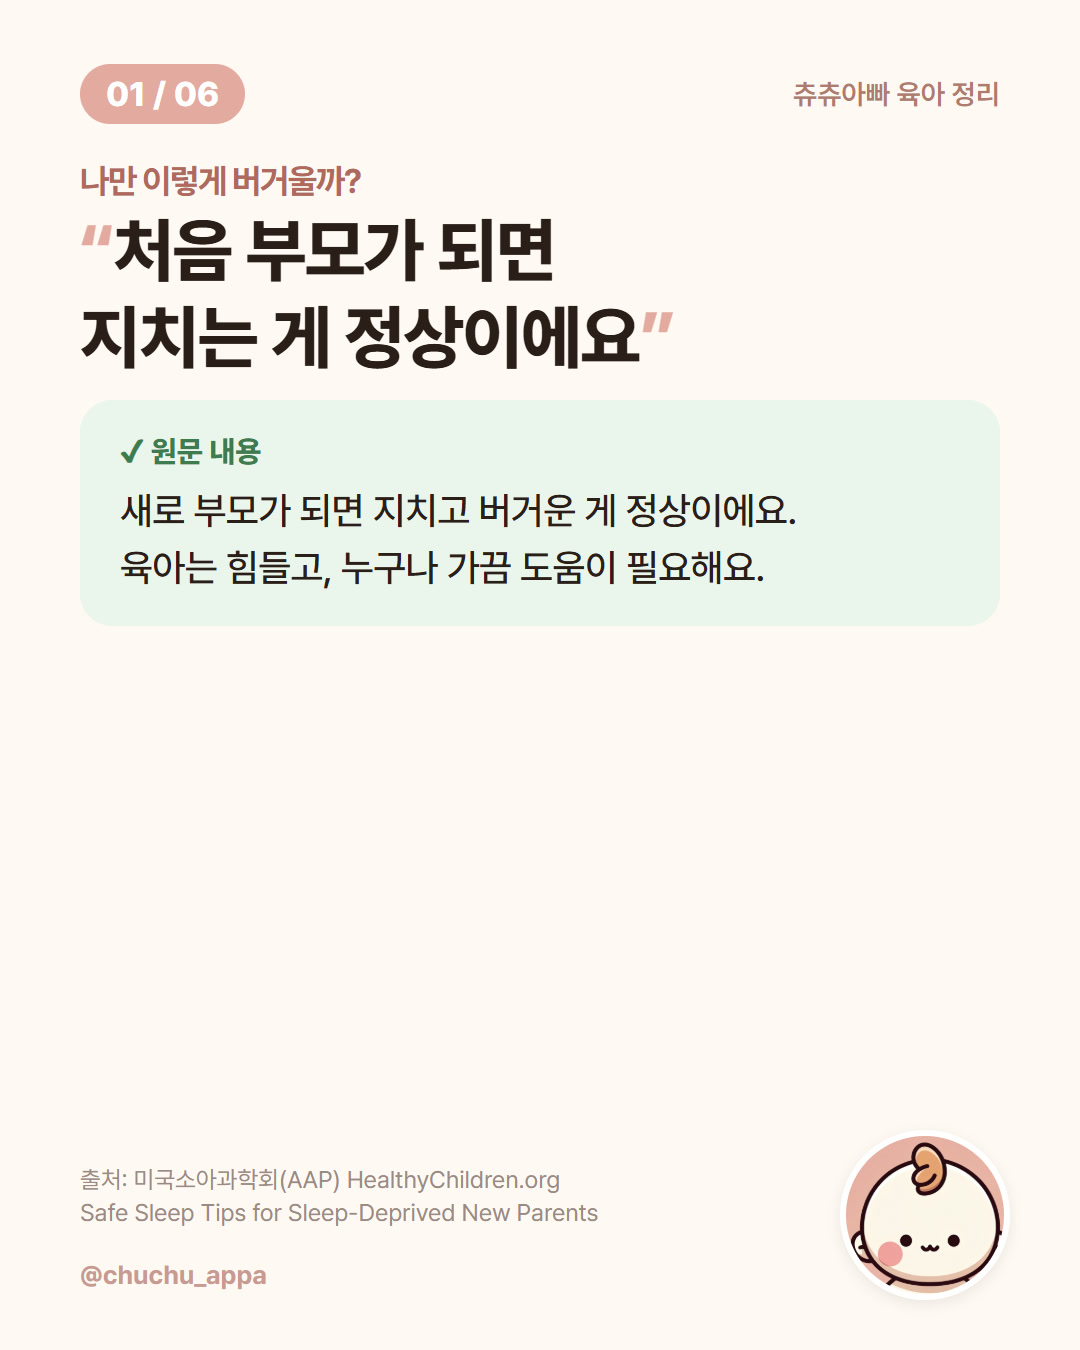 01 / 06
츄츄아빠 육아 정리
나만 이렇게 버거울까?
“처음 부모가 되면
지치는 게 정상이에요”
✓ 원문 내용
새로 부모가 되면 지치고 버거운 게 정상이에요.
육아는 힘들고, 누구나 가끔 도움이 필요해요.
출처: 미국소아과학회(AAP) HealthyChildren.org
Safe Sleep Tips for Sleep-Deprived New Parents
@chuchu_appa